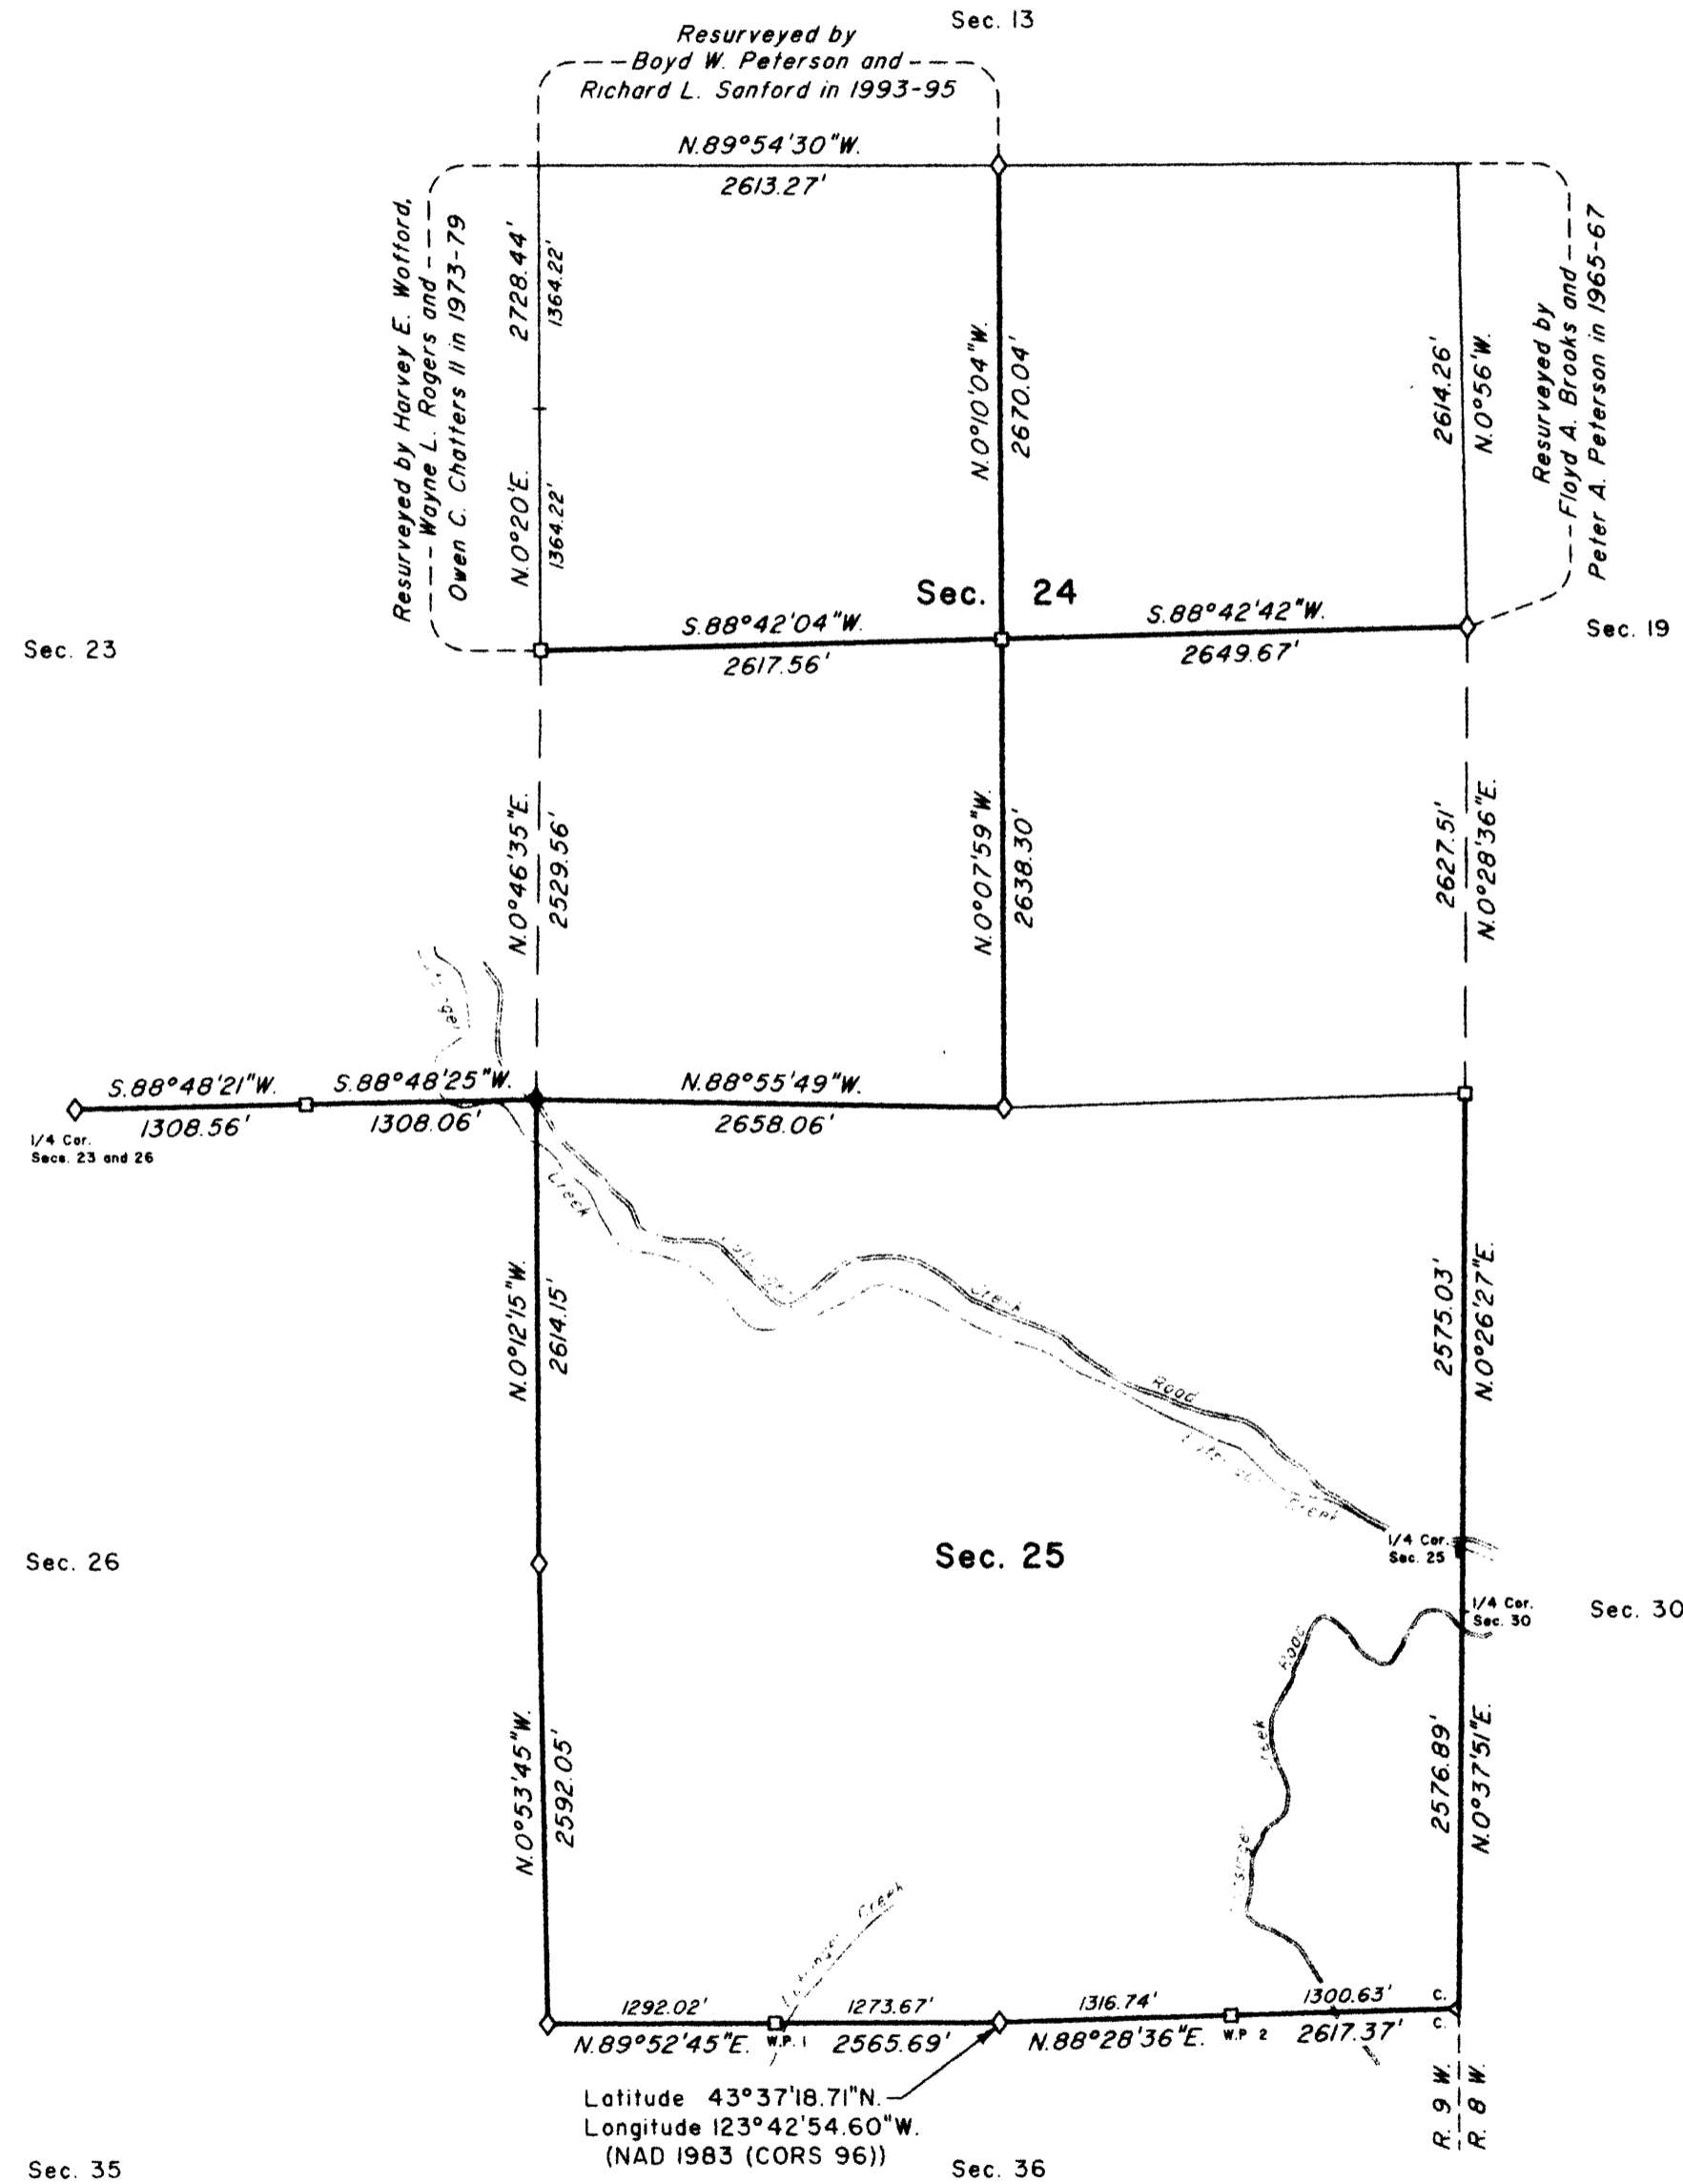 Sec. 13
Resurveyed by
Boyd W. Peterson and
Richard L. Sanford in 1993-95
N.89°54'30"W.
2613.27'
Resurveyed by Harvey E. Wofford,
Wayne L. Rogers and
Owen C. Chatters II in 1973-79
2728.44'
1364.22'
N.0°20'E.
1364.22'
N.0°10'04"W.
2670.04'
2614.26'
N.0°56'W.
Resurveyed by
Floyd A. Brooks and
Peter A. Peterson in 1965-67
Sec. 24
Sec. 23
S.88°42'04"W.
2617.56'
S.88°42'42"W.
2649.67'
Sec. 19
N.0°46'35"E.
2529.56'
N.0°07'59"W.
2638.30'
2627.51'
N.0°28'36"E.
S.88°48'21"W.
1308.56'
S.88°48'25"W.
1308.06'
N.88°55'49"W.
2658.06'
1/4 Cor.
Secs. 23 and 26
Creek
Creek
Road
Creek
N.0°12'15"W.
2614.15'
2575.03'
N.0°26'27"E.
Sec. 26
Sec. 25
1/4 Cor.
Sec. 25
1/4 Cor.
Sec. 30
Sec. 30
Road
N.0°53'45"W.
2592.05'
2576.89'
N.0°37'51"E.
Creek
1292.02'
1273.67'
1316.74'
1300.63'
C.
C.
N.89°52'45"E.
W.P. 1
2565.69'
N.88°28'36"E.
W.P 2
2617.37'
Latitude 43°37'18.71"N.
Longitude 123°42'54.60"W.
(NAD 1983 (CORS 96))
R. 9 W.
R. 8 W.
Sec. 35
Sec. 36